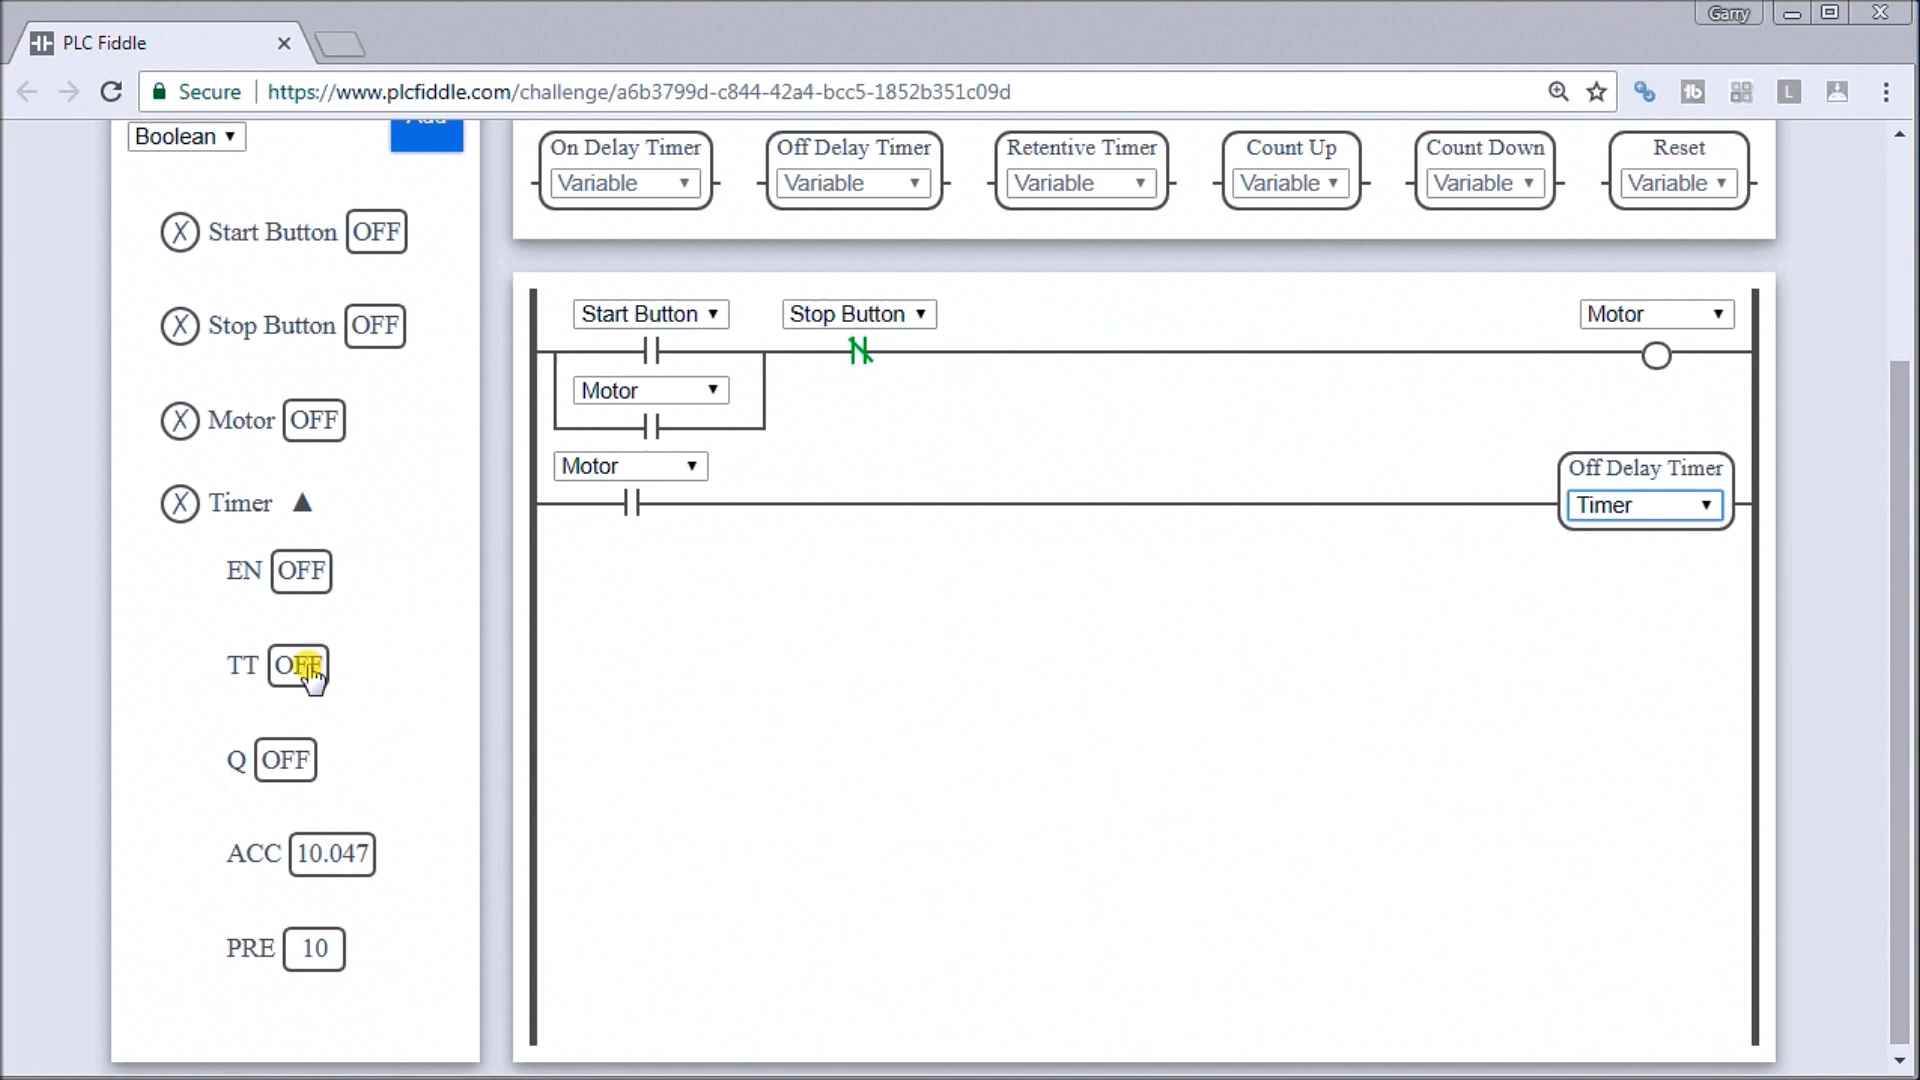 Garry
PLC Fiddle
Secure https://www.plcfiddle.com/challenge/a6b3799d-c844-42a4-bcc5-1852b351c09d
tb
L
Boolean
Add
On Delay Timer
Variable
Off Delay Timer
Variable
Retentive Timer
Variable
Count Up
Variable
Count Down
Variable
Reset
Variable
X Start Button OFF
X Stop Button OFF
X Motor OFF
X Timer
EN OFF
TT OFF
Q OFF
ACC 10.047
PRE 10
Start Button
Stop Button
Motor
Motor
Motor
Off Delay Timer
Timer